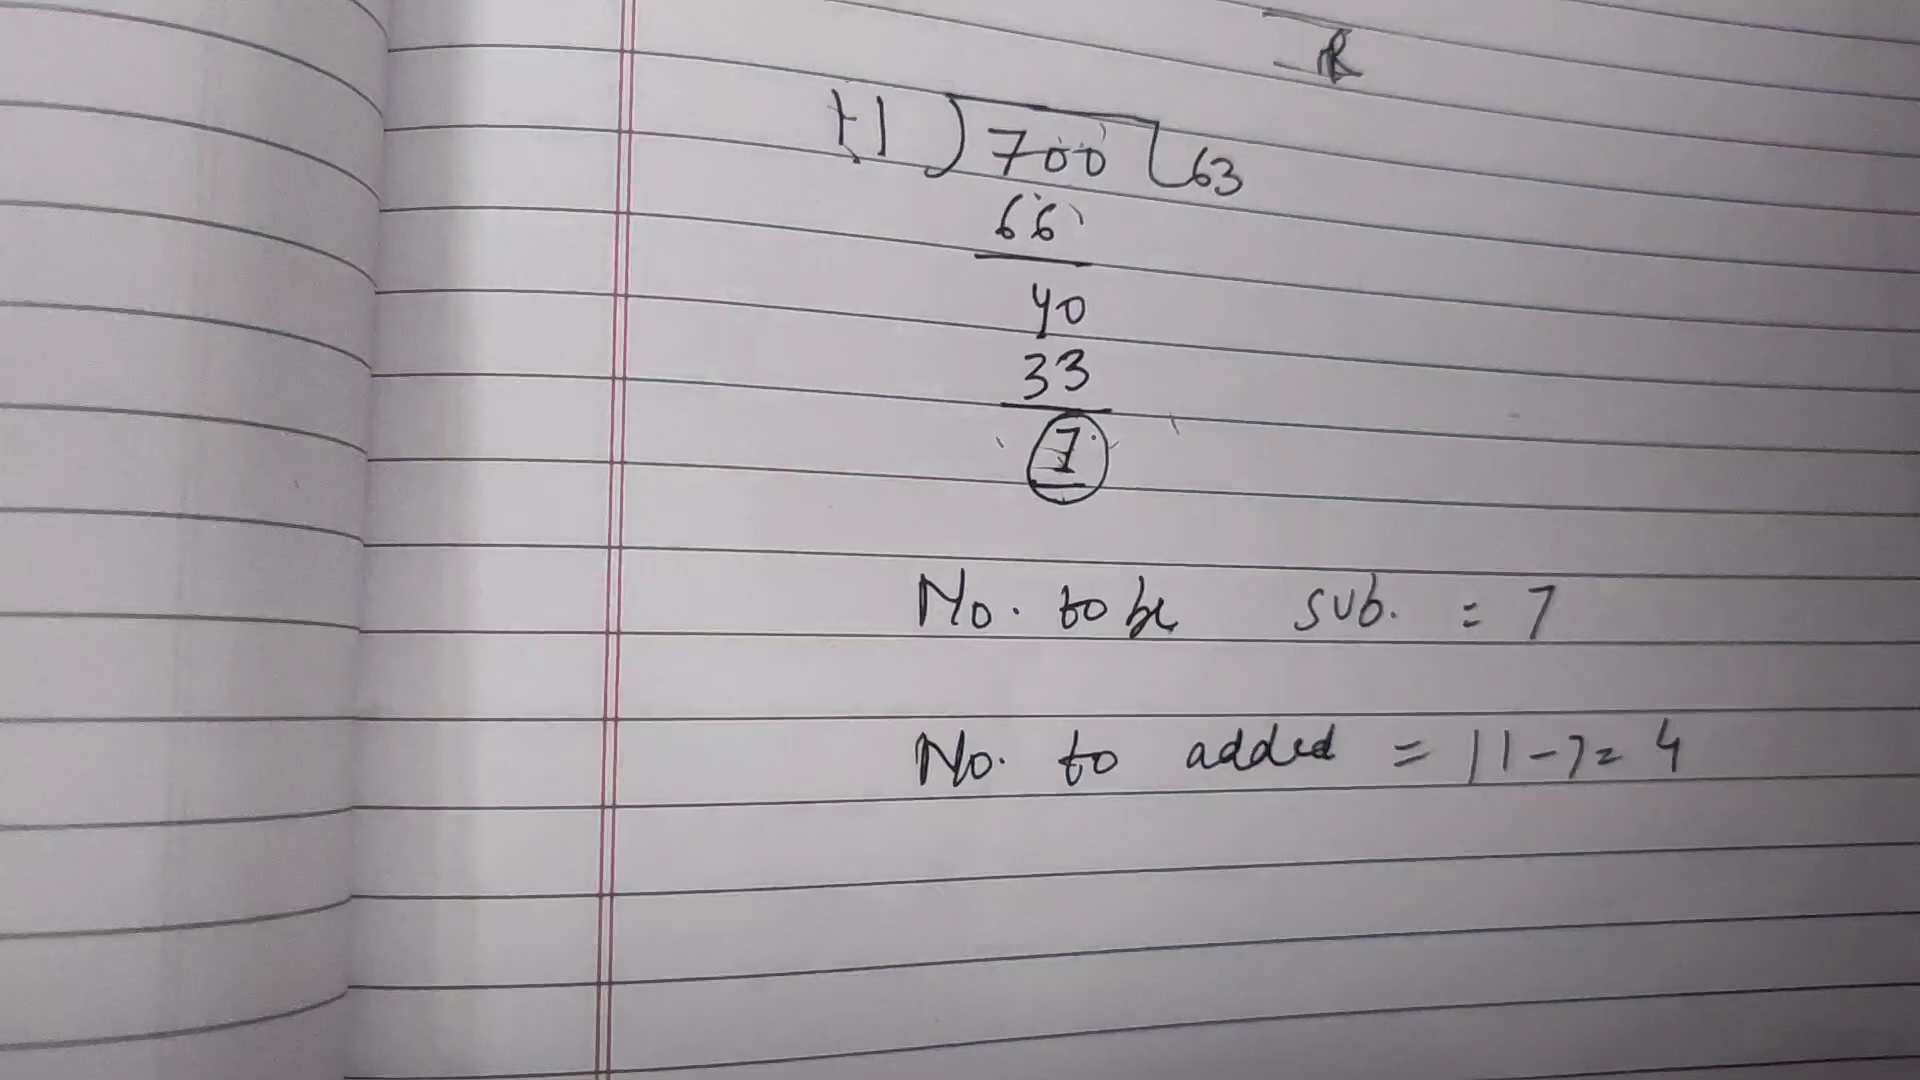 11 ) 700 ( 63
66
40
33
7
No. to be sub. = 7
No. to added = 11-7= 4